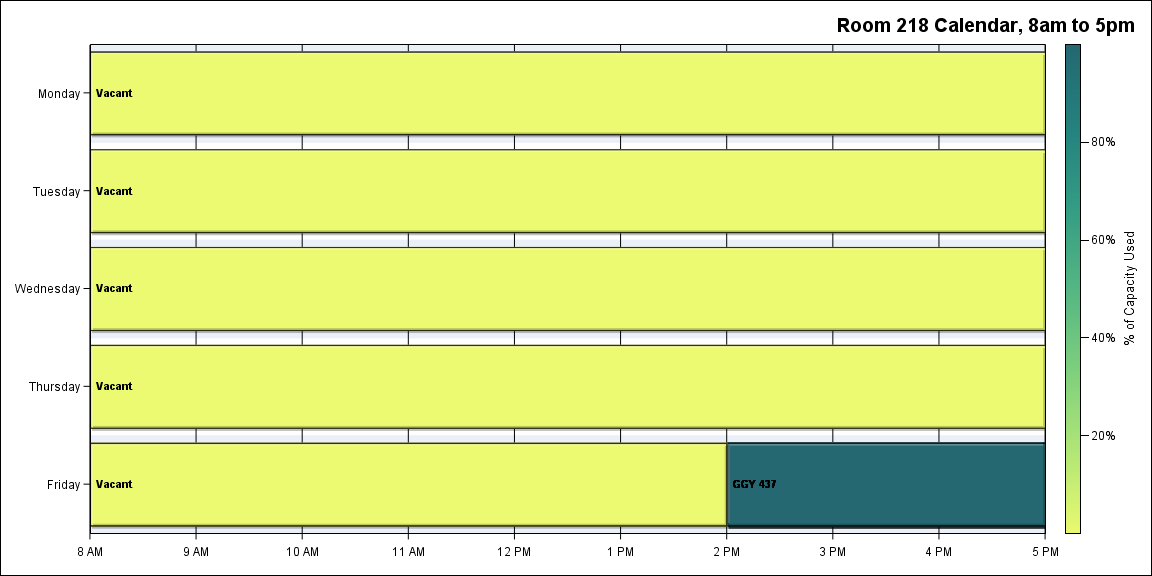 Room 218 Calendar, 8am to 5pm
Monday
Vacant
Tuesday
Vacant
Wednesday
Vacant
Thursday
Vacant
Friday
Vacant
GGY 437
8 AM 9 AM 10 AM 11 AM 12 PM 1 PM 2 PM 3 PM 4 PM 5 PM
80%
60%
40%
20%
% of Capacity Used